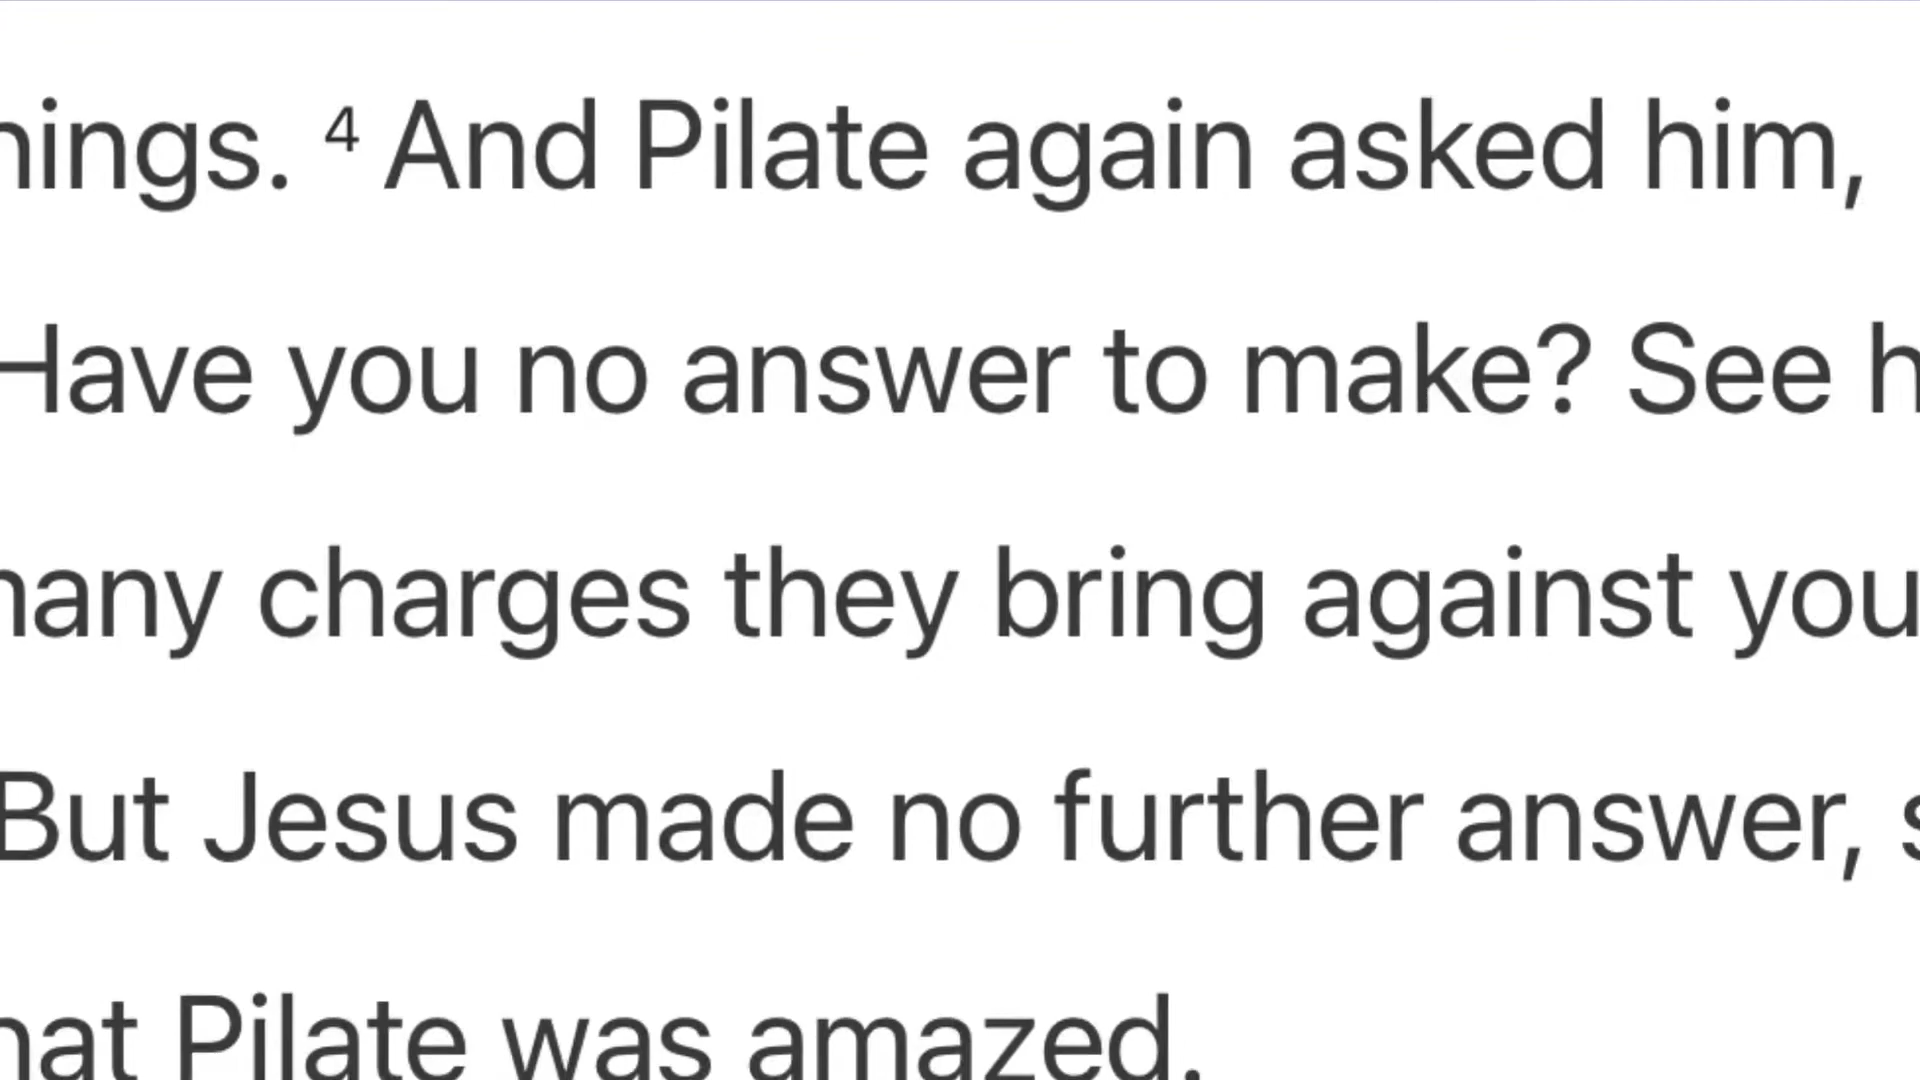 hings. 4 And Pilate again asked him,
Have you no answer to make? See h
many charges they bring against you
But Jesus made no further answer, s
hat Pilate was amazed.